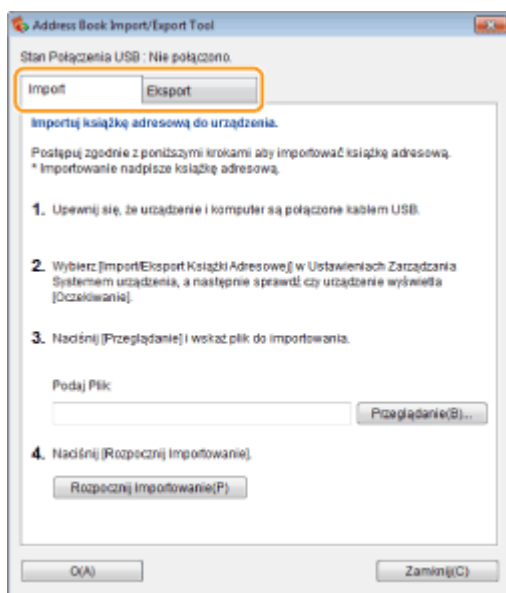 Address Book Import/Export Tool
Stan Połączenia USB : Nie połączono.
Import
Eksport
Importuj książkę adresową do urządzenia.
Postępuj zgodnie z poniższymi krokami aby importować książkę adresową.
* Importowanie nadpisze książkę adresową.
1. Upewnij się, że urządzenie i komputer są połączone kablem USB.
2. Wybierz [Import/Eksport Książki Adresowej] w Ustawieniach Zarządzania
Systemem urządzenia, a następnie sprawdź czy urządzenie wyświetla
[Oczekiwanie].
3. Naciśnij [Przeglądanie] i wskaż plik do importowania.
Podaj Plik:
Przeglądanie(B)...
4. Naciśnij [Rozpocznij Importowanie].
Rozpocznij Importowanie(P)
O(A)
Zamknij(C)